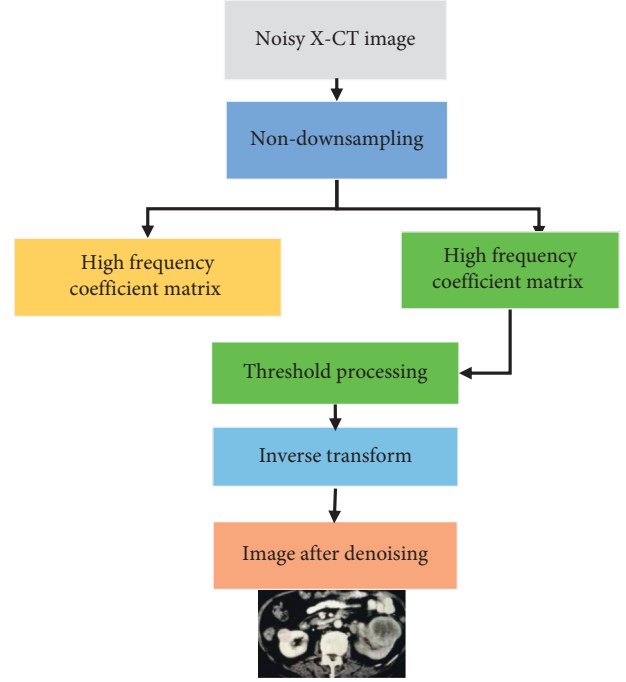 Noisy X-CT image
Non-downsampling
High frequency
coefficient matrix
High frequency
coefficient matrix
Threshold processing
Inverse transform
Image after denoising